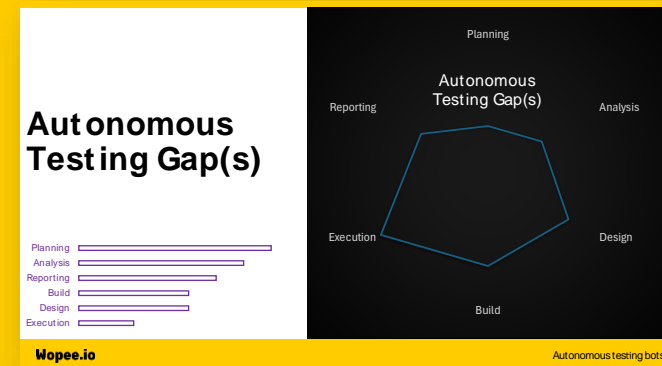 Autonomous
Testing Gap(s)
Planning
Analysis
Reporting
Build
Design
Execution
Planning
Autonomous
Testing Gap(s)
Reporting
Analysis
Execution
Design
Build
Wopee.io
Autonomous testing bots